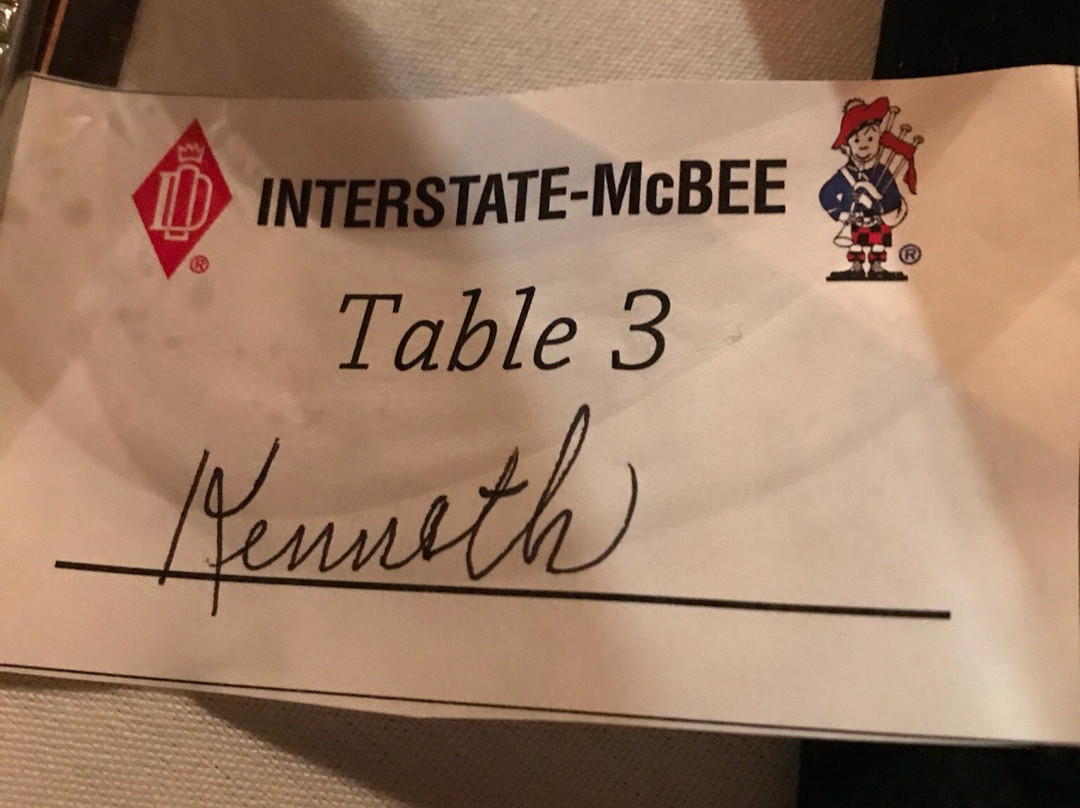 INTERSTATE-McBEE
Table 3
Kenneth